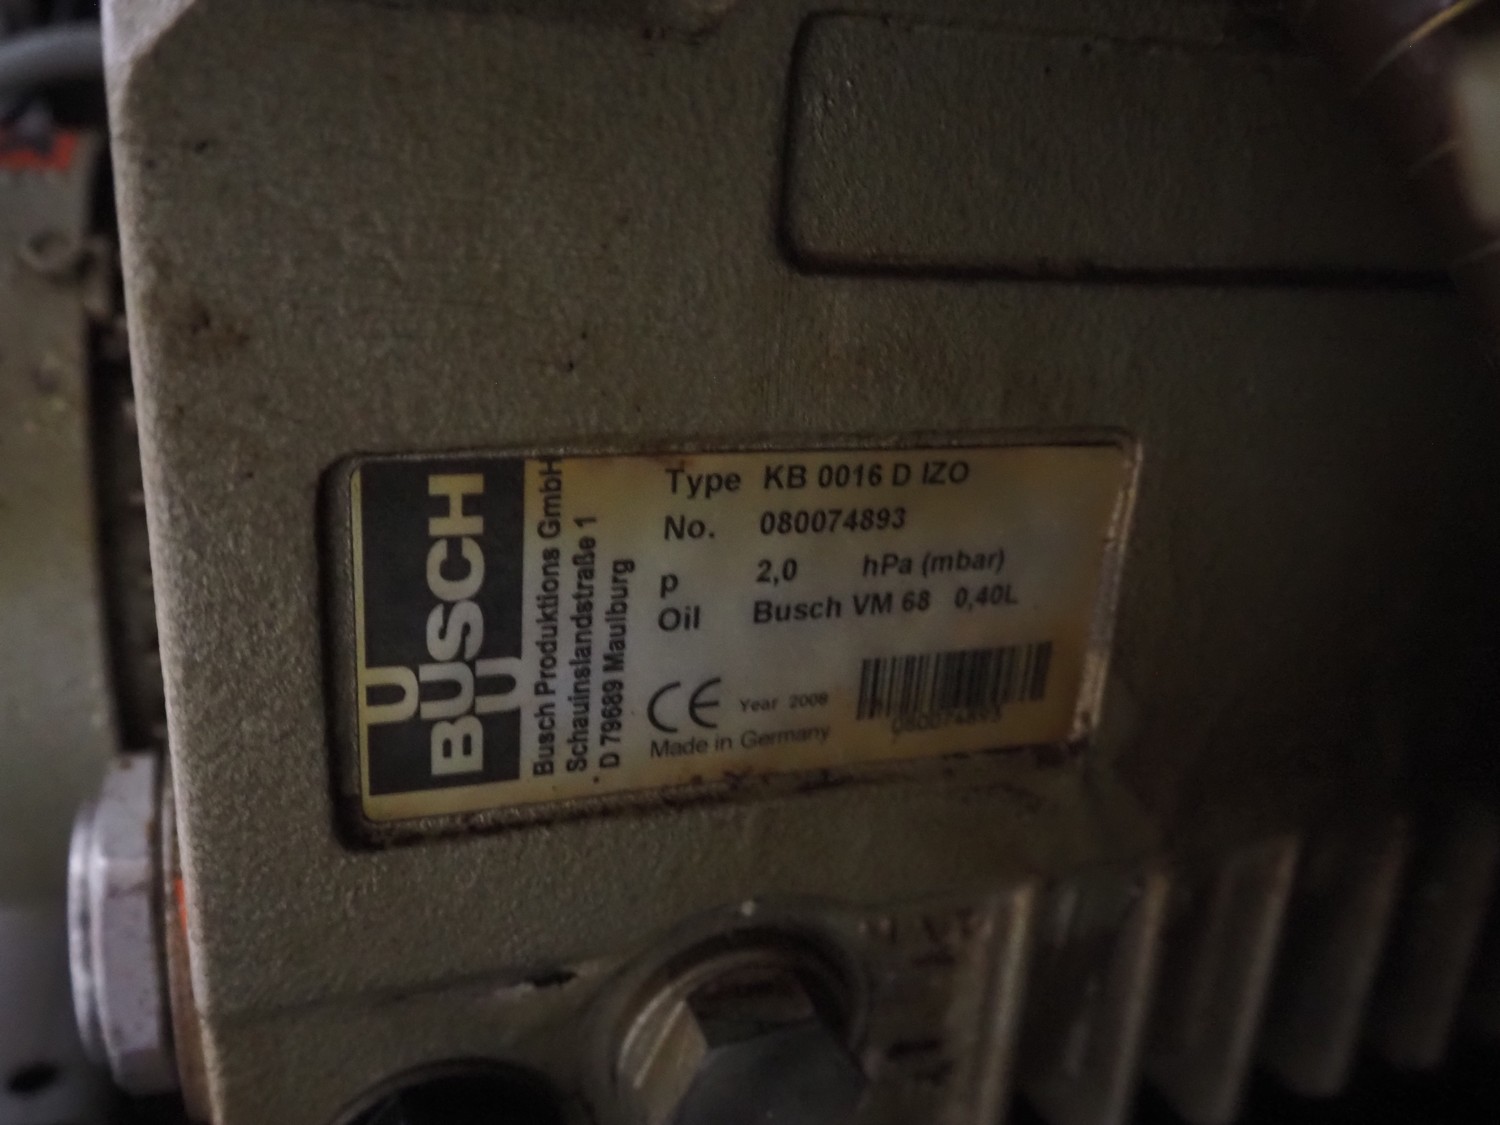 BUSCH
Busch Produktions GmbH
Schauinslandstraße 1
D 79689 Maulburg
Type KB 0016 D IZO
No. 080074893
p 2,0 hPa (mbar)
Oil Busch VM 68 0,40L
CE Year 2008
Made in Germany
080074893